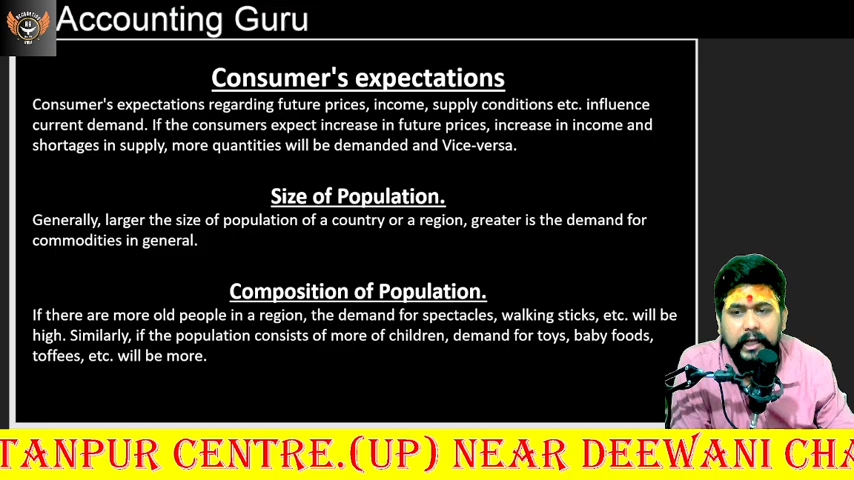 Accounting Guru
Consumer's expectations
Consumer's expectations regarding future prices, income, supply conditions etc. influence
current demand. If the consumers expect increase in future prices, increase in income and
shortages in supply, more quantities will be demanded and Vice-versa.
Size of Population.
Generally, larger the size of population of a country or a region, greater is the demand for
commodities in general.
Composition of Population.
If there are more old people in a region, the demand for spectacles, walking sticks, etc. will be
high. Similarly, if the population consists of more of children, demand for toys, baby foods,
toffees, etc. will be more.
TANPUR CENTRE.(UP) NEAR DEEWANI CHA